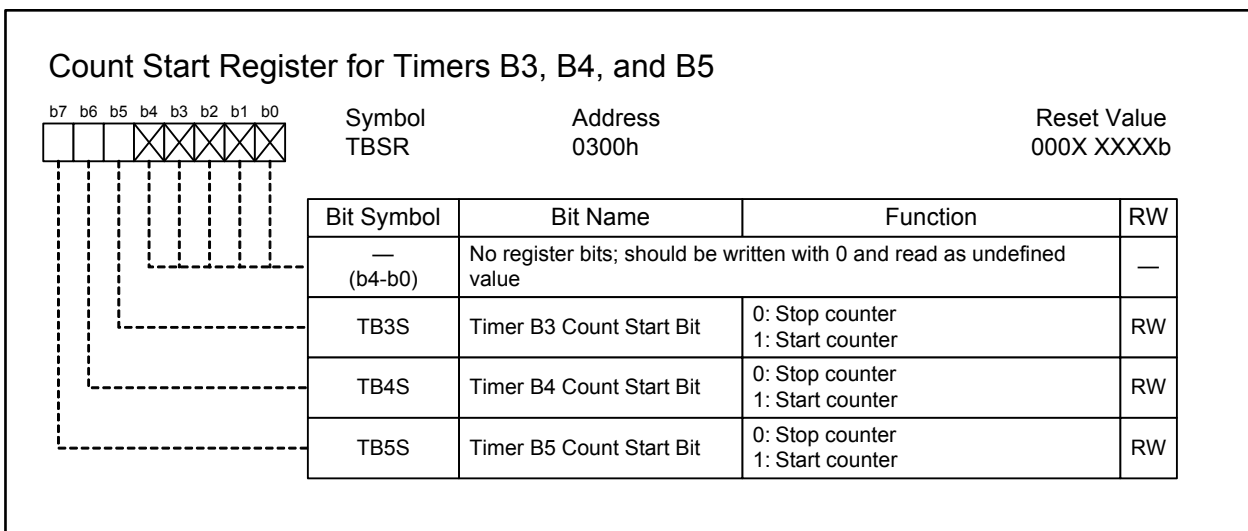 Count Start Register for Timers B3, B4, and B5
b7 b6 b5 b4 b3 b2 b1 b0
Symbol Address Reset Value
TBSR 0300h 000X XXXXb
Bit Symbol Bit Name Function RW
—
(b4-b0)
No register bits; should be written with 0 and read as undefined
value
—
TB3S Timer B3 Count Start Bit
0: Stop counter
1: Start counter
RW
TB4S Timer B4 Count Start Bit
0: Stop counter
1: Start counter
RW
TB5S Timer B5 Count Start Bit
0: Stop counter
1: Start counter
RW